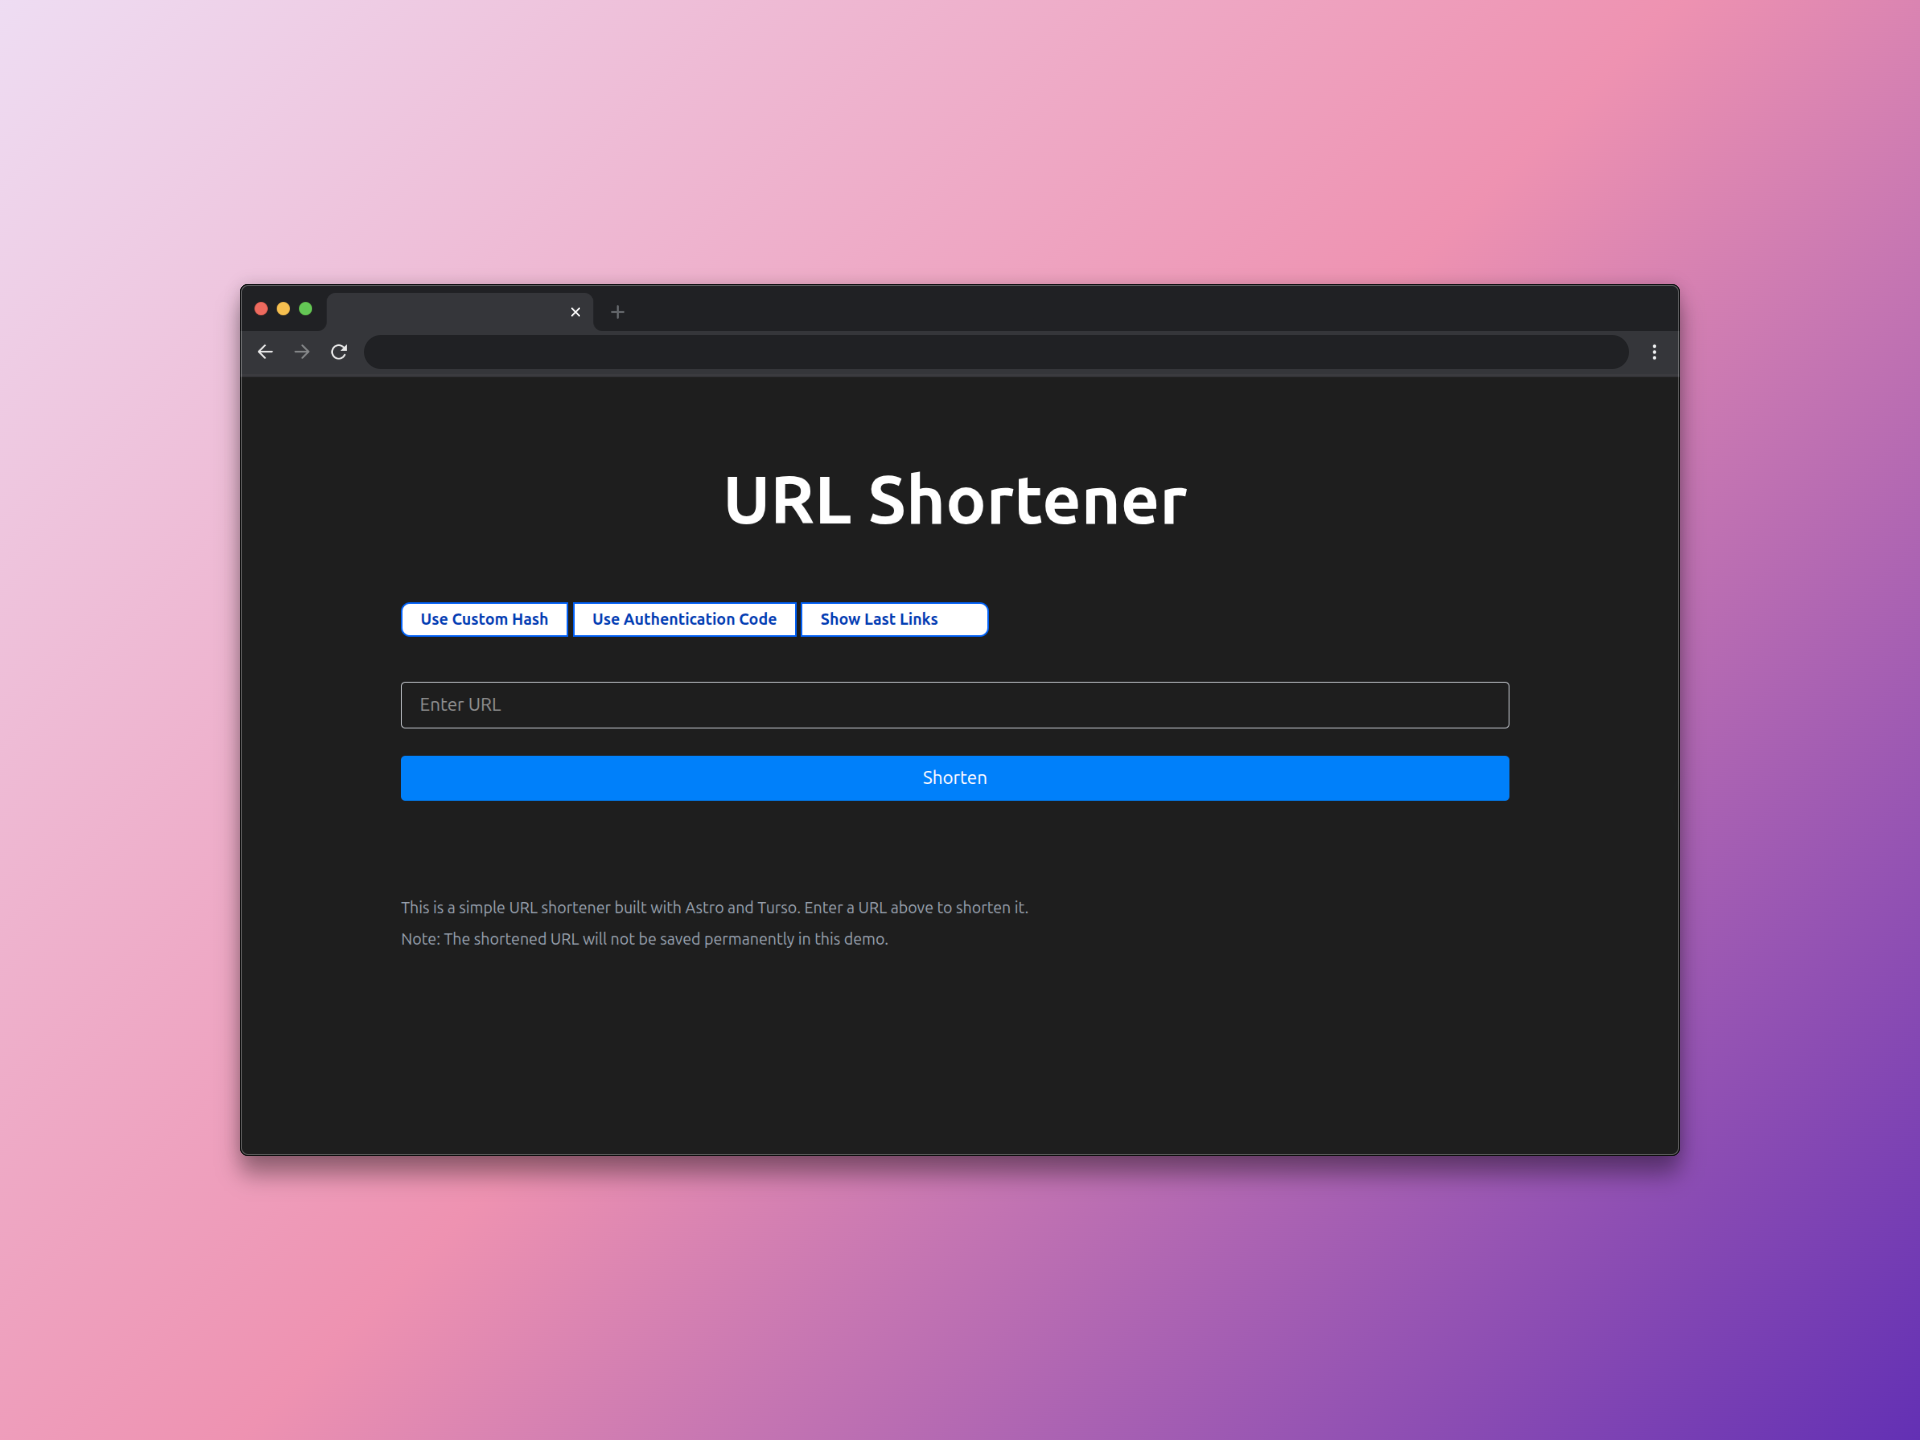 URL Shortener
Use Custom Hash
Use Authentication Code
Show Last Links
Enter URL
Shorten
This is a simple URL shortener built with Astro and Turso. Enter a URL above to shorten it.
Note: The shortened URL will not be saved permanently in this demo.